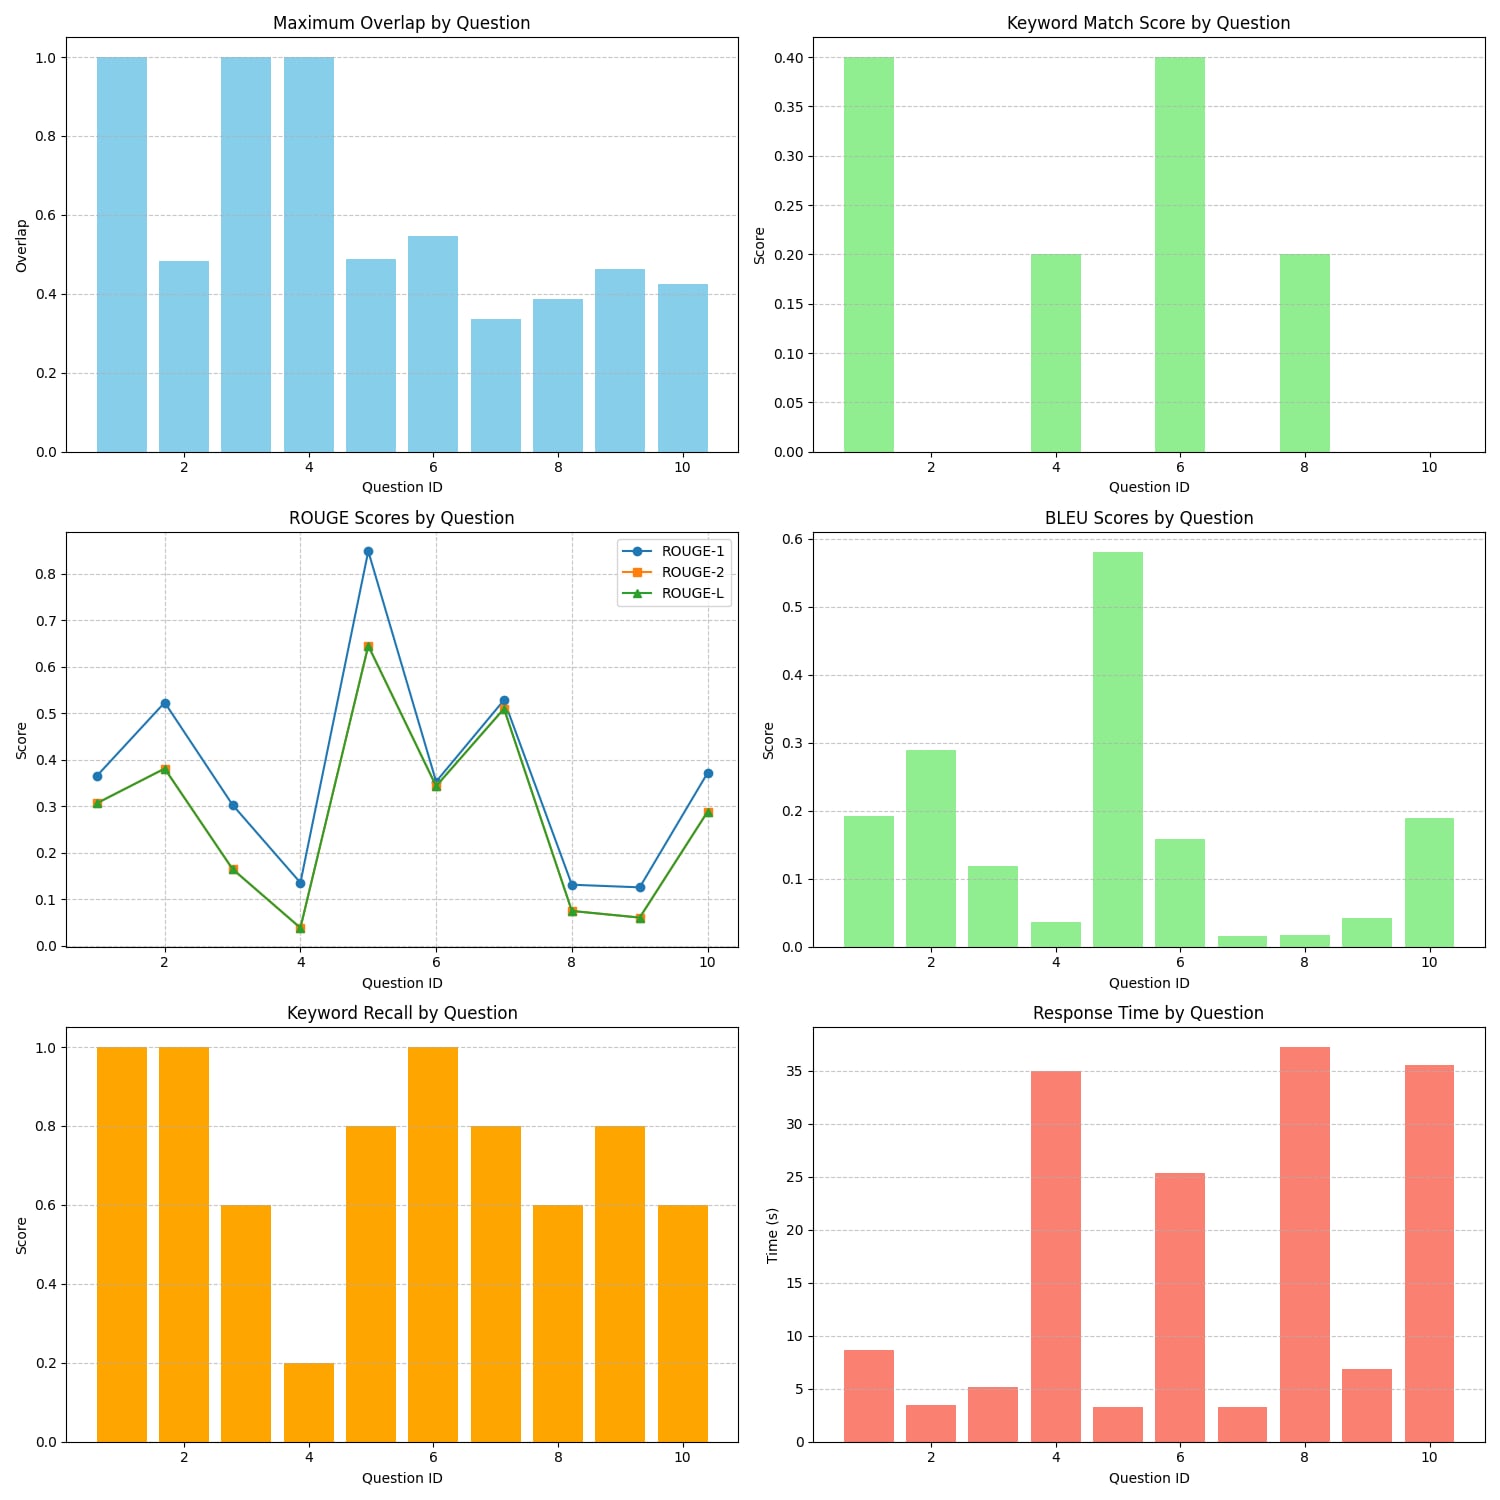 Maximum Overlap by Question
1.0
0.8
0.6
0.4
0.2
0.0
Overlap
2 4 6 8 10
Question ID
Keyword Match Score by Question
0.40
0.35
0.30
0.25
0.20
0.15
0.10
0.05
0.00
Score
2 4 6 8 10
Question ID
ROUGE Scores by Question
ROUGE-1
ROUGE-2
ROUGE-L
0.8
0.7
0.6
0.5
0.4
0.3
0.2
0.1
0.0
Score
2 4 6 8 10
Question ID
BLEU Scores by Question
0.6
0.5
0.4
0.3
0.2
0.1
0.0
Score
2 4 6 8 10
Question ID
Keyword Recall by Question
1.0
0.8
0.6
0.4
0.2
0.0
Score
2 4 6 8 10
Question ID
Response Time by Question
35
30
25
20
15
10
5
0
Time (s)
2 4 6 8 10
Question ID